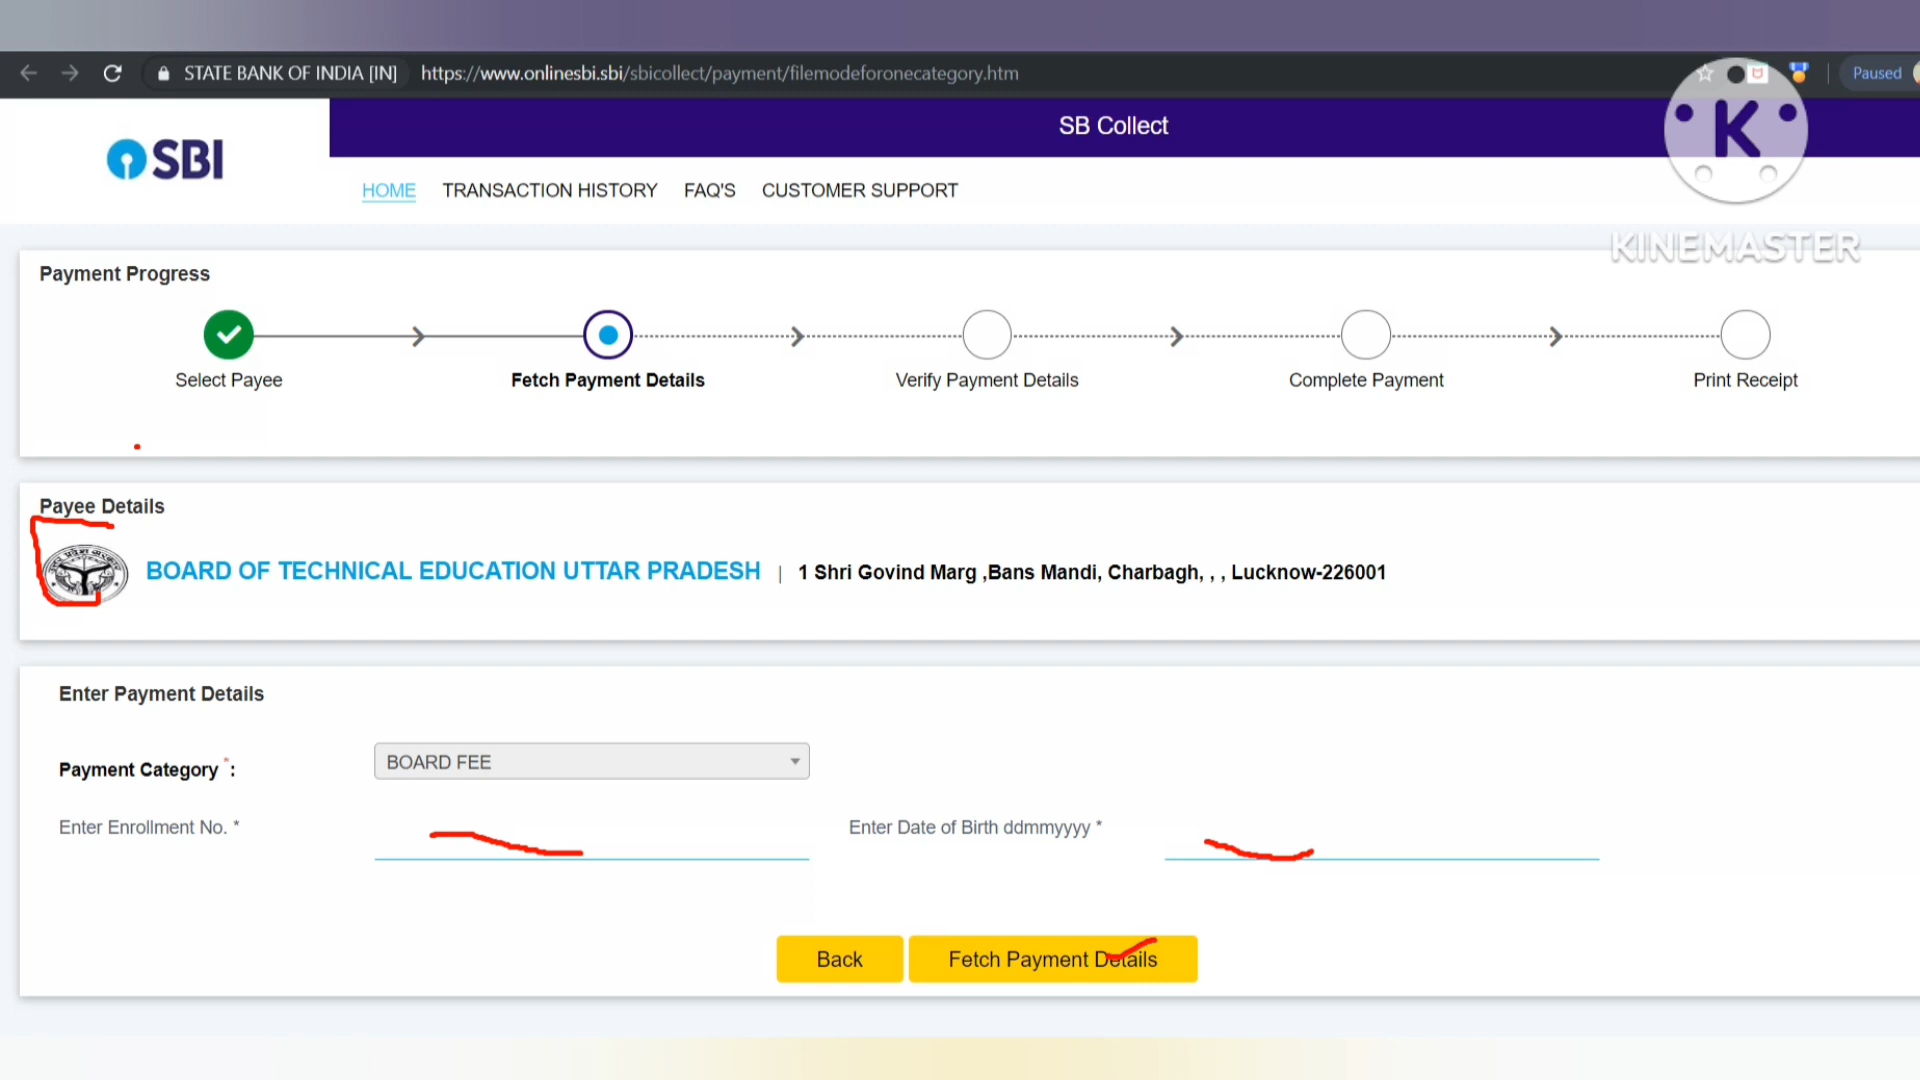 STATE BANK OF INDIA [IN]
https://www.onlinesbi.sbi/sbicollect/payment/filemodeforonecategory.htm
Paused
SBI
SB Collect
K
KINEMASTER
HOME TRANSACTION HISTORY FAQ'S CUSTOMER SUPPORT
Payment Progress
Select Payee
Fetch Payment Details
Verify Payment Details
Complete Payment
Print Receipt
Payee Details
BOARD OF TECHNICAL EDUCATION UTTAR PRADESH | 1 Shri Govind Marg ,Bans Mandi, Charbagh, , , Lucknow-226001
Enter Payment Details
Payment Category * :
BOARD FEE
Enter Enrollment No. *
Enter Date of Birth ddmmyyyy *
Back
Fetch Payment Details